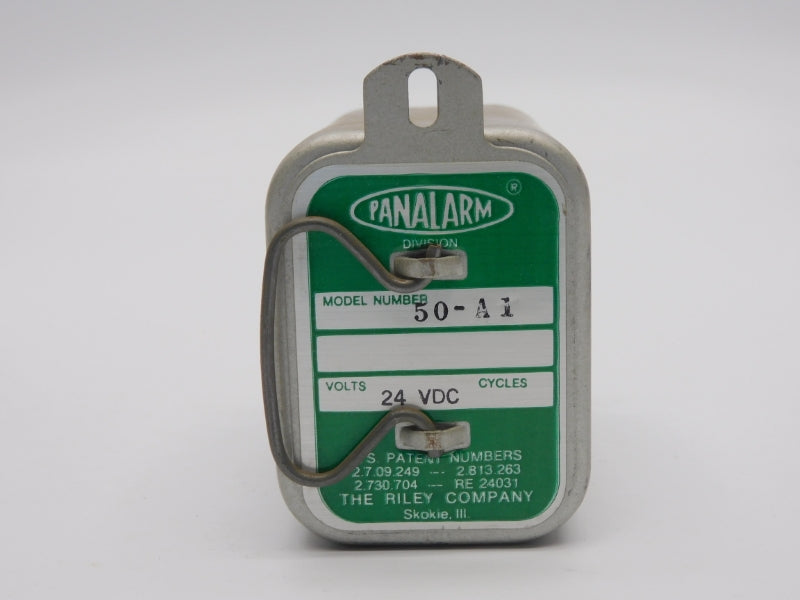 PANALARM ®
DIVISION
MODEL NUMBER 50-A1
VOLTS 24 VDC CYCLES
.S. PATENT NUMBERS
2.7.09.249 --- 2.813.263
2.730.704 --- RE 24031
THE RILEY COMPANY
Skokie, Ill.